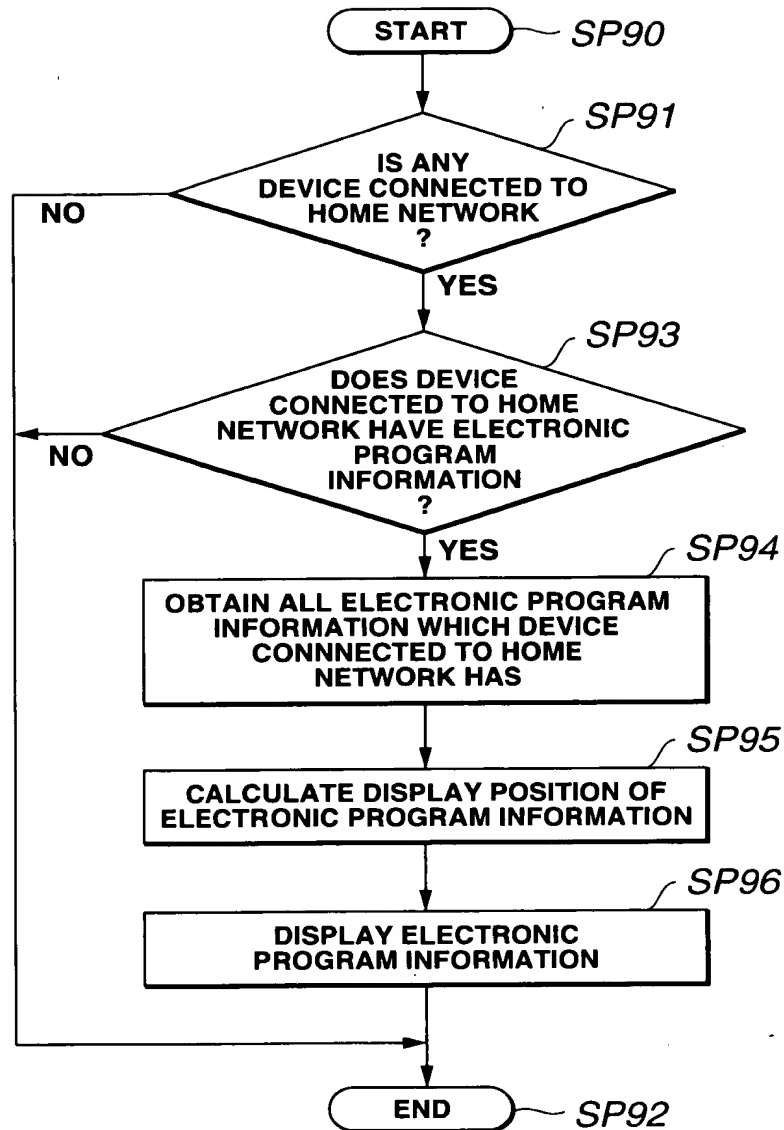 START
SP90
SP91
IS ANY
DEVICE CONNECTED TO
HOME NETWORK
?
NO
YES
SP93
DOES DEVICE
CONNECTED TO HOME
NETWORK HAVE ELECTRONIC
PROGRAM
INFORMATION
?
NO
YES
SP94
OBTAIN ALL ELECTRONIC PROGRAM
INFORMATION WHICH DEVICE
CONNNECTED TO HOME
NETWORK HAS
SP95
CALCULATE DISPLAY POSITION OF
ELECTRONIC PROGRAM INFORMATION
SP96
DISPLAY ELECTRONIC
PROGRAM INFORMATION
END
SP92